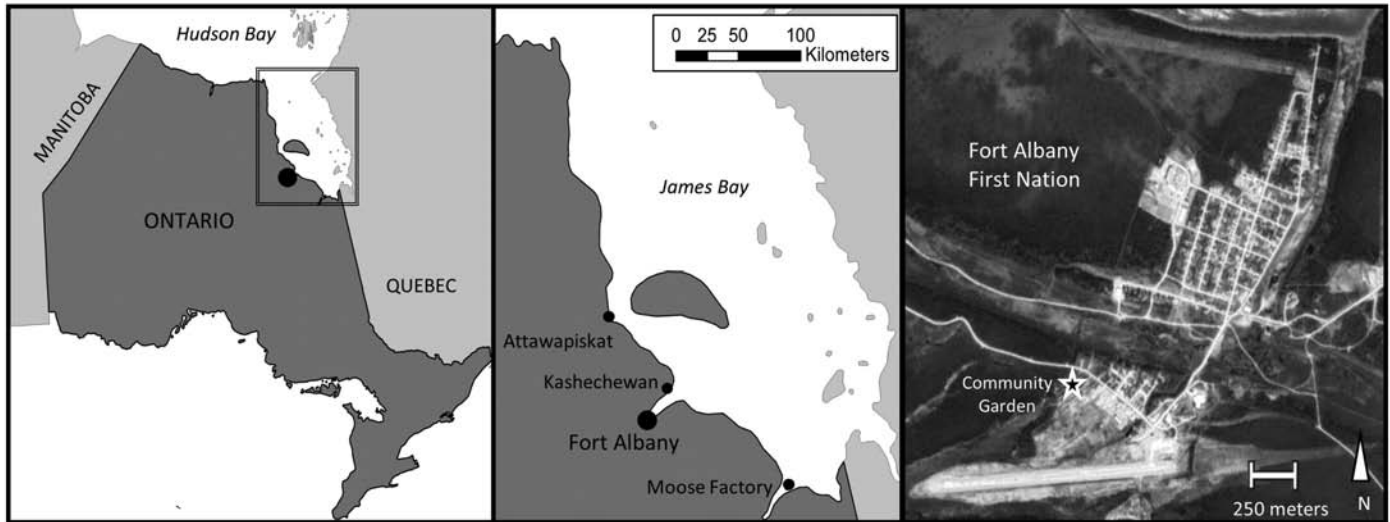 Hudson Bay
MANITOBA
ONTARIO
QUEBEC
0 25 50 100
Kilometers
James Bay
Attawapiskat
Kashechewan
Fort Albany
Moose Factory
Fort Albany
First Nation
Community
Garden
250 meters
N